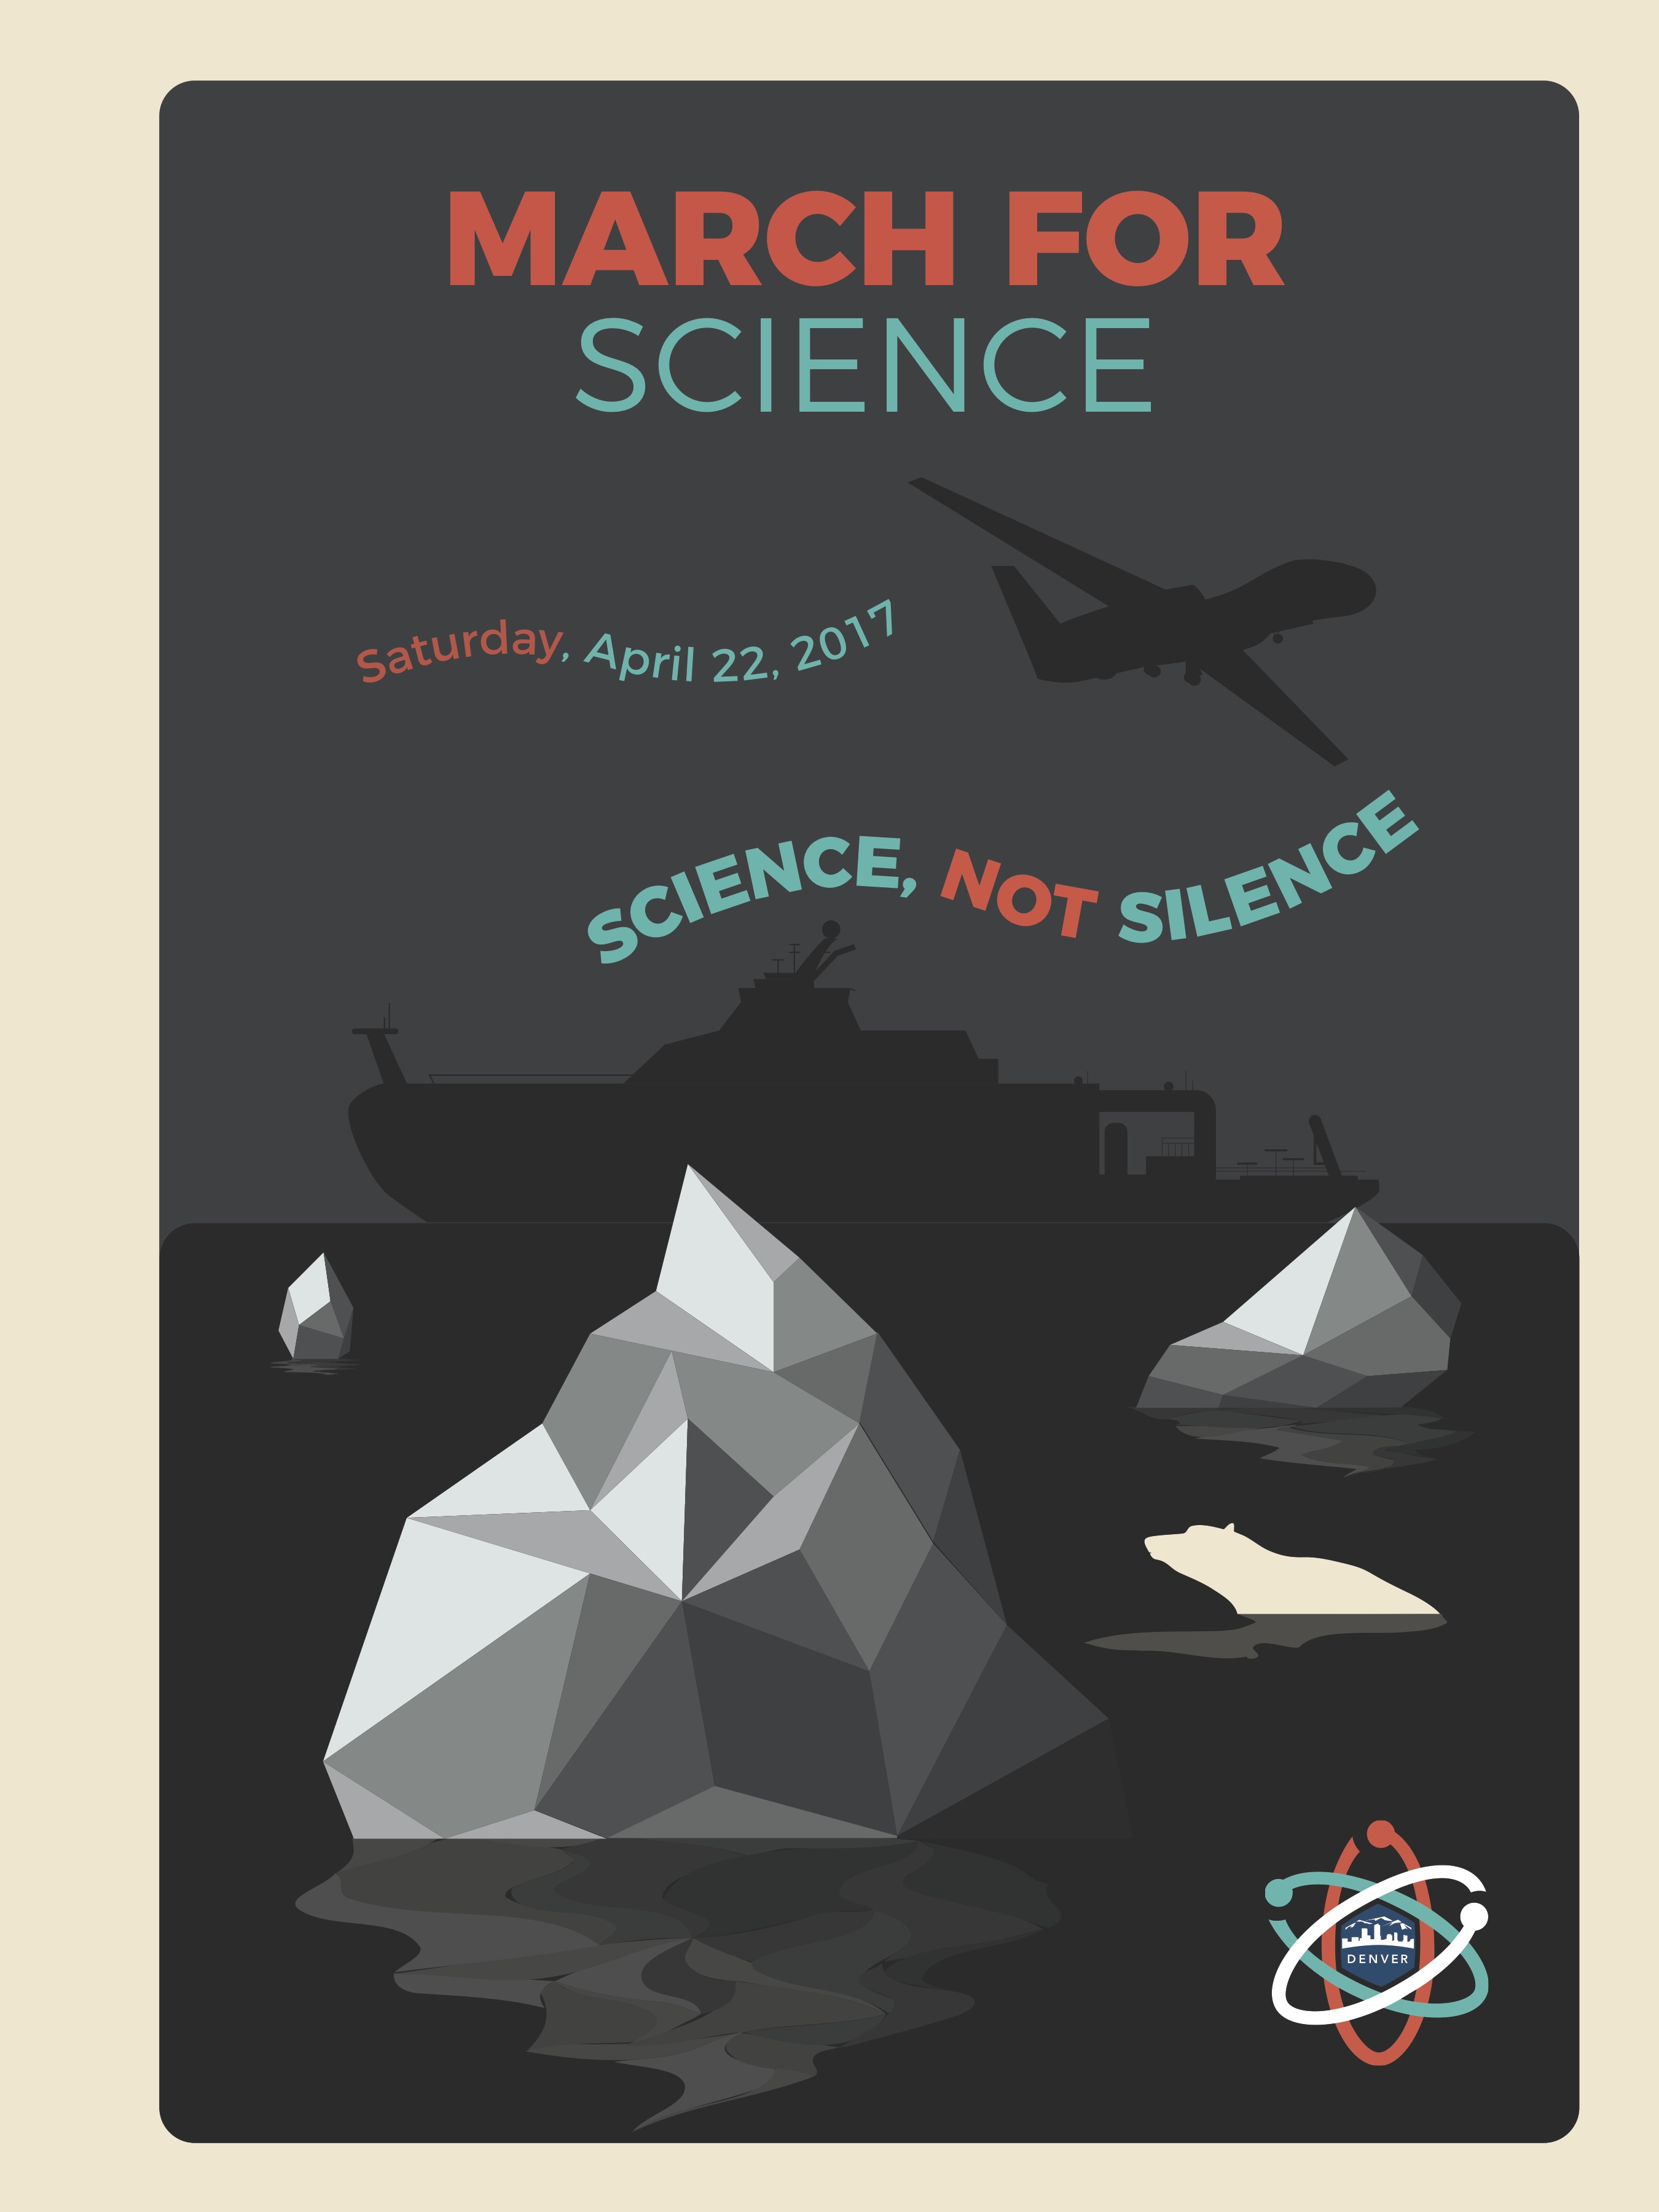 MARCH FOR
SCIENCE
Saturday, April 22, 2017
SCIENCE, NOT SILENCE
DENVER